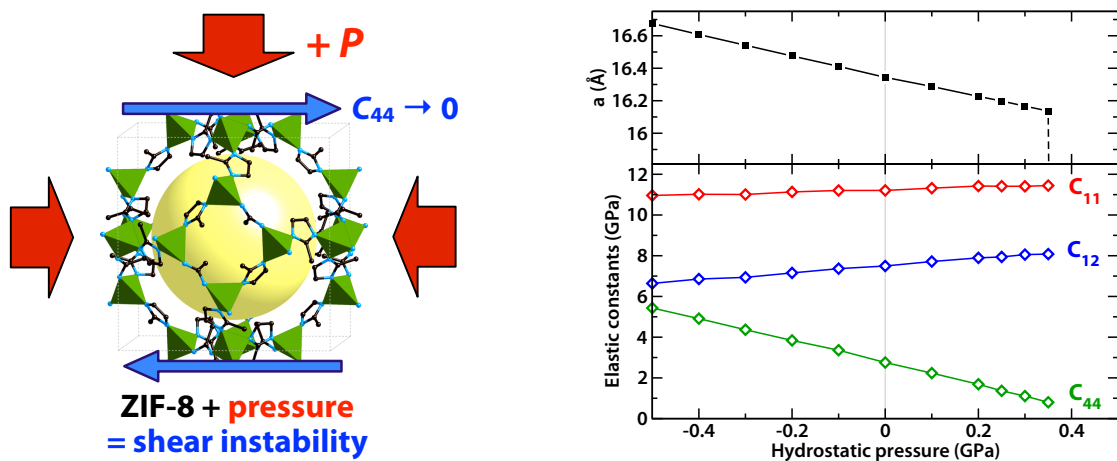 + P
C44 → 0
ZIF-8 + pressure
= shear instability
a (Å)
16.6
16.4
16.2
16
Elastic constants (GPa)
12
10
8
6
4
2
0
C11
C12
C44
-0.4
-0.2
0
0.2
0.4
Hydrostatic pressure (GPa)